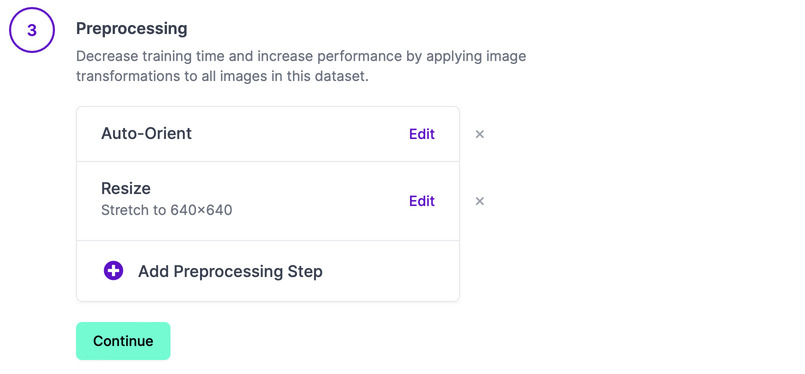 3
Preprocessing
Decrease training time and increase performance by applying image
transformations to all images in this dataset.
Auto-Orient
Edit
×
Resize
Stretch to 640×640
Edit
×
Add Preprocessing Step
Continue